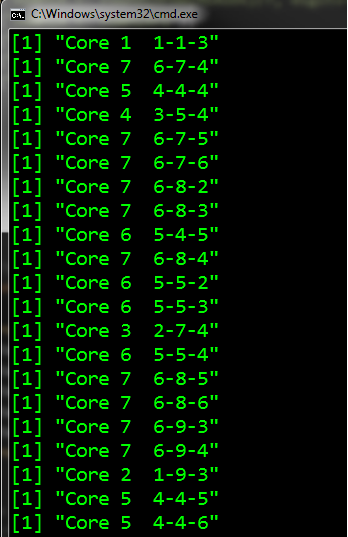 C:\Windows\system32\cmd.exe
[1] "Core 1  1-1-3"
[1] "Core 7  6-7-4"
[1] "Core 5  4-4-4"
[1] "Core 4  3-5-4"
[1] "Core 7  6-7-5"
[1] "Core 7  6-7-6"
[1] "Core 7  6-8-2"
[1] "Core 7  6-8-3"
[1] "Core 6  5-4-5"
[1] "Core 7  6-8-4"
[1] "Core 6  5-5-2"
[1] "Core 6  5-5-3"
[1] "Core 3  2-7-4"
[1] "Core 6  5-5-4"
[1] "Core 7  6-8-5"
[1] "Core 7  6-8-6"
[1] "Core 7  6-9-3"
[1] "Core 7  6-9-4"
[1] "Core 2  1-9-3"
[1] "Core 5  4-4-5"
[1] "Core 5  4-4-6"